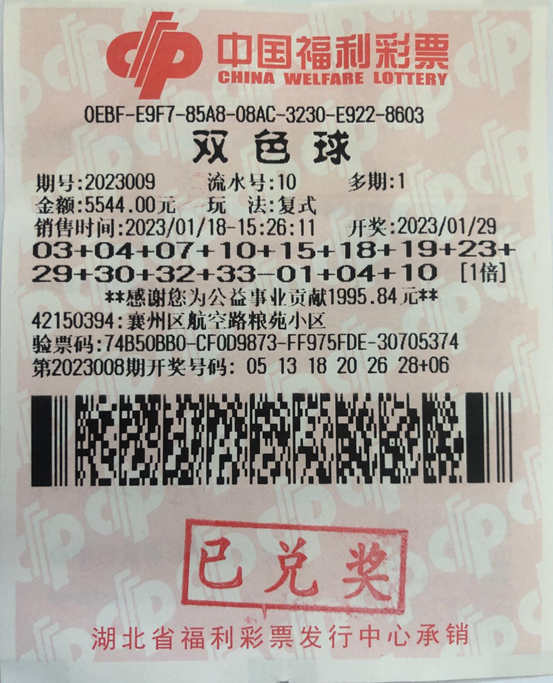 中国福利彩票
CHINA WELFARE LOTTERY
0EBF-E9F7-85A8-08AC-3230-E922-8603
双色球
期号:2023009 流水号:10 多期:1
金额:5544.00元 玩 法:复式
销售时间:2023/01/18-15:26:11 开奖:2023/01/29
03+04+07+10+15+18+19+23+
29+30+32+33-01+04+10 [1倍]
**感谢您为公益事业贡献1995.84元**
42150394:襄州区航空路粮苑小区
验票码:74B50BB0-CF0D9873-FF975FDE-30705374
第2023008期开奖号码: 05 13 18 20 26 28+06
已兑奖
湖北省福利彩票发行中心承销